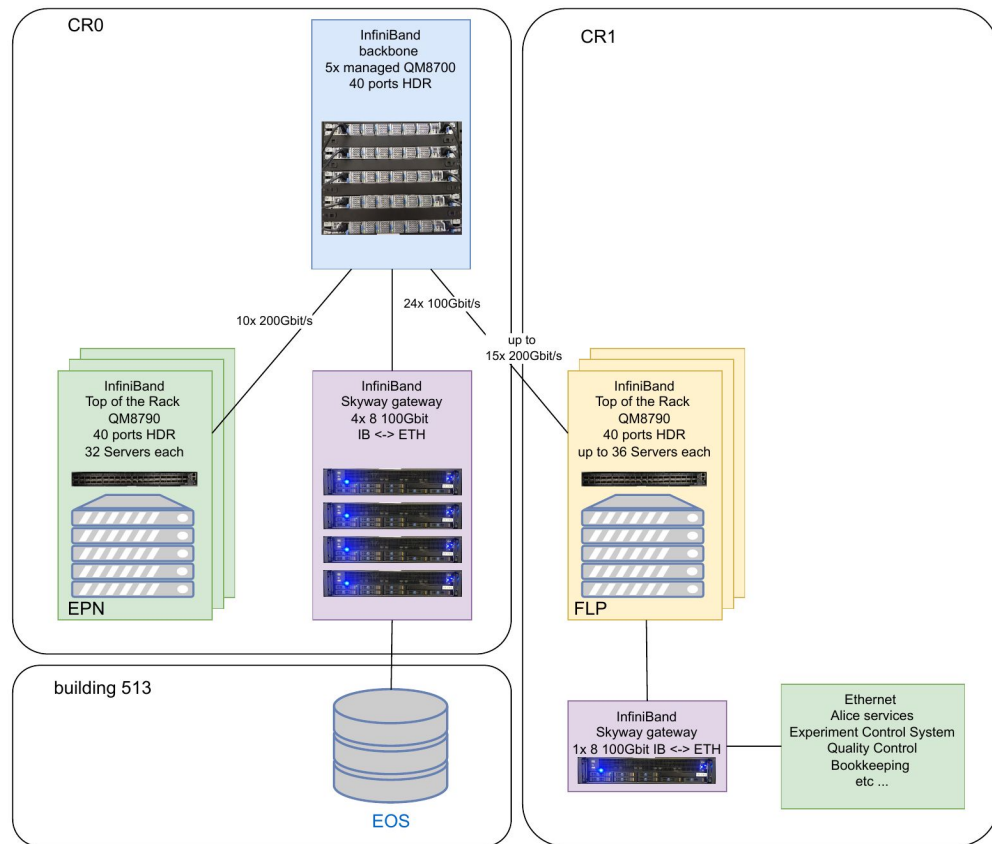 CR0
InfiniBand
backbone
5x managed QM8700
40 ports HDR
CR1
10x 200Gbit/s
24x 100Gbit/s
up to
15x 200Gbit/s
InfiniBand
Top of the Rack
QM8790
40 ports HDR
32 Servers each
EPN
InfiniBand
Skyway gateway
4x 8 100Gbit
IB <-> ETH
InfiniBand
Top of the Rack
QM8790
40 ports HDR
up to 36 Servers each
FLP
building 513
EOS
InfiniBand
Skyway gateway
1x 8 100Gbit IB <-> ETH
Ethernet
Alice services
Experiment Control System
Quality Control
Bookkeeping
etc ...